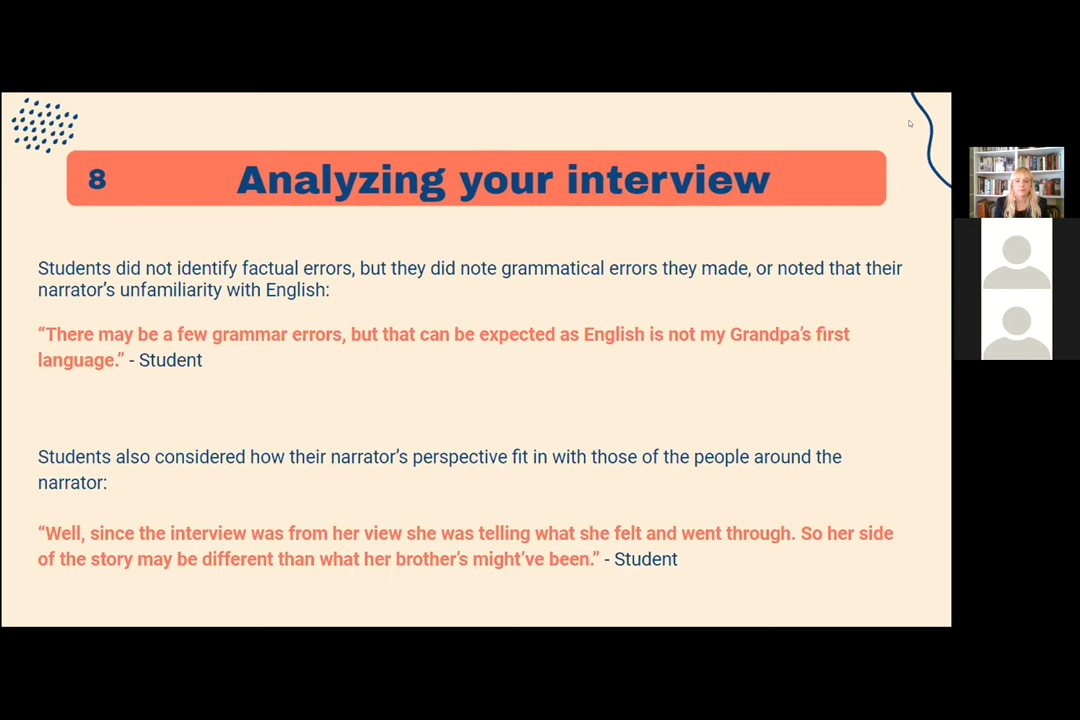 8 Analyzing your interview
Students did not identify factual errors, but they did note grammatical errors they made, or noted that their
narrator’s unfamiliarity with English:
“There may be a few grammar errors, but that can be expected as English is not my Grandpa’s first
language.” - Student
Students also considered how their narrator’s perspective fit in with those of the people around the
narrator:
“Well, since the interview was from her view she was telling what she felt and went through. So her side
of the story may be different than what her brother’s might’ve been.” - Student